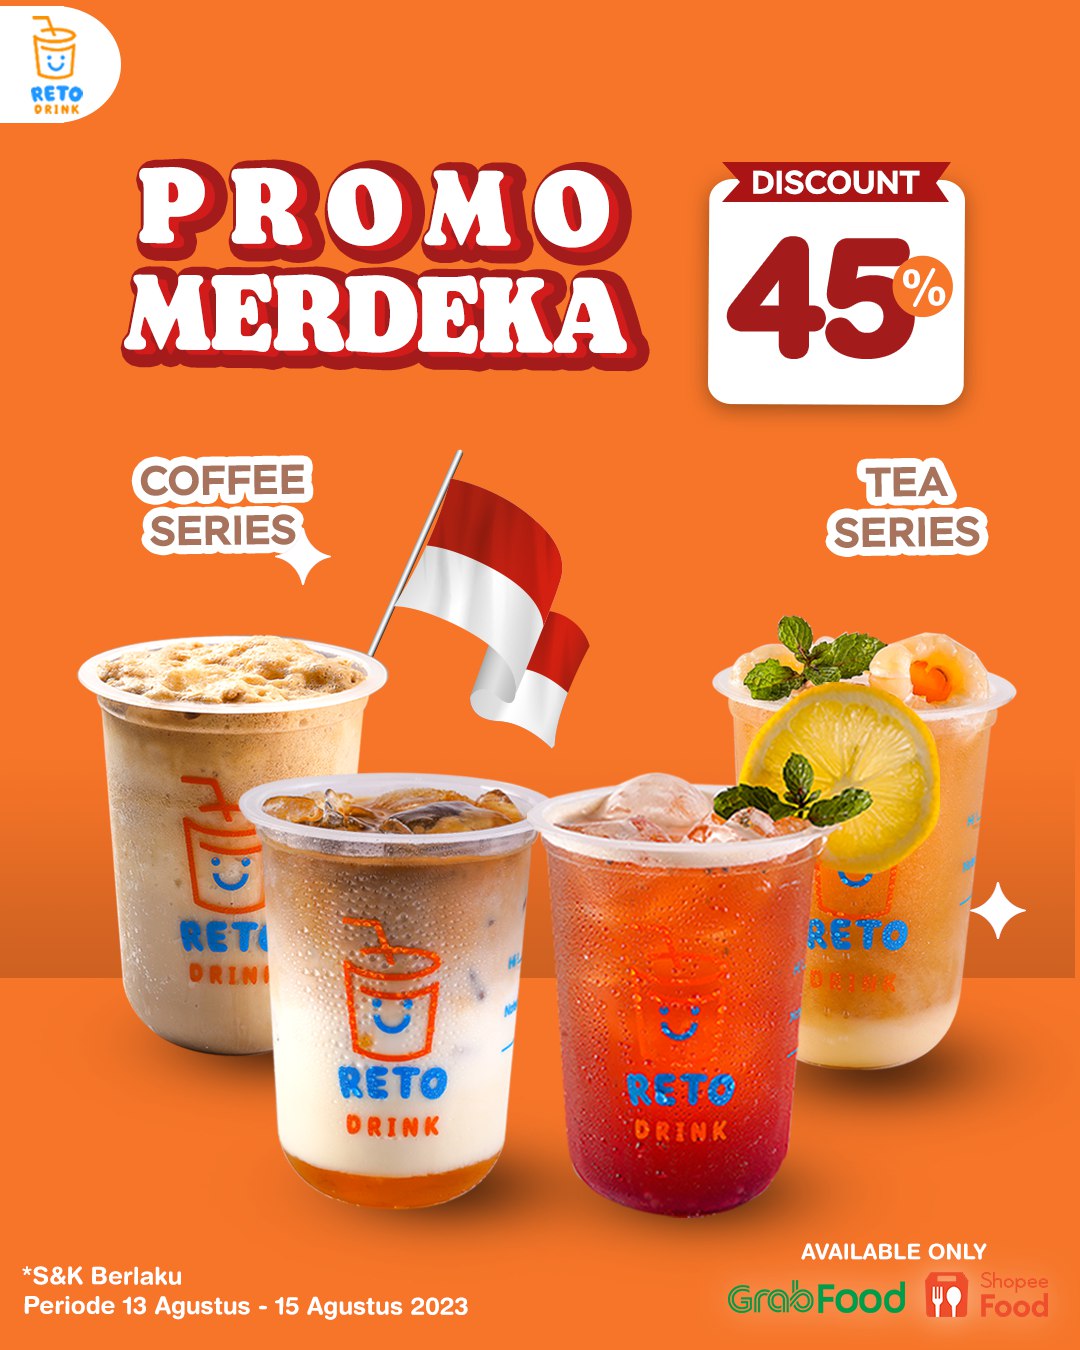 RETO
DRINK
PROMO
MERDEKA
DISCOUNT
45%
COFFEE
SERIES
TEA
SERIES
RETO
DRINK
RETO
DRINK
RETO
DRINK
RETO
DRINK
*S&K Berlaku
Periode 13 Agustus - 15 Agustus 2023
AVAILABLE ONLY
GrabFood
Shopee
Food